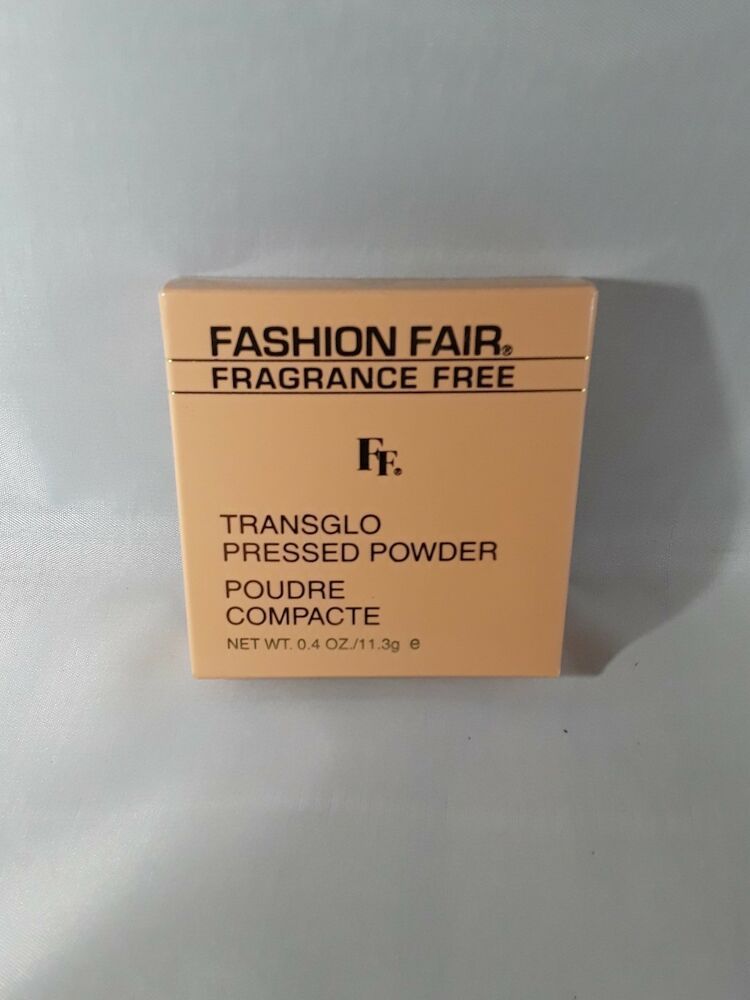 FASHION FAIR®
FRAGRANCE FREE
FF®
TRANSGLO
PRESSED POWDER
POUDRE
COMPACTE
NET WT. 0.4 OZ./11.3g e